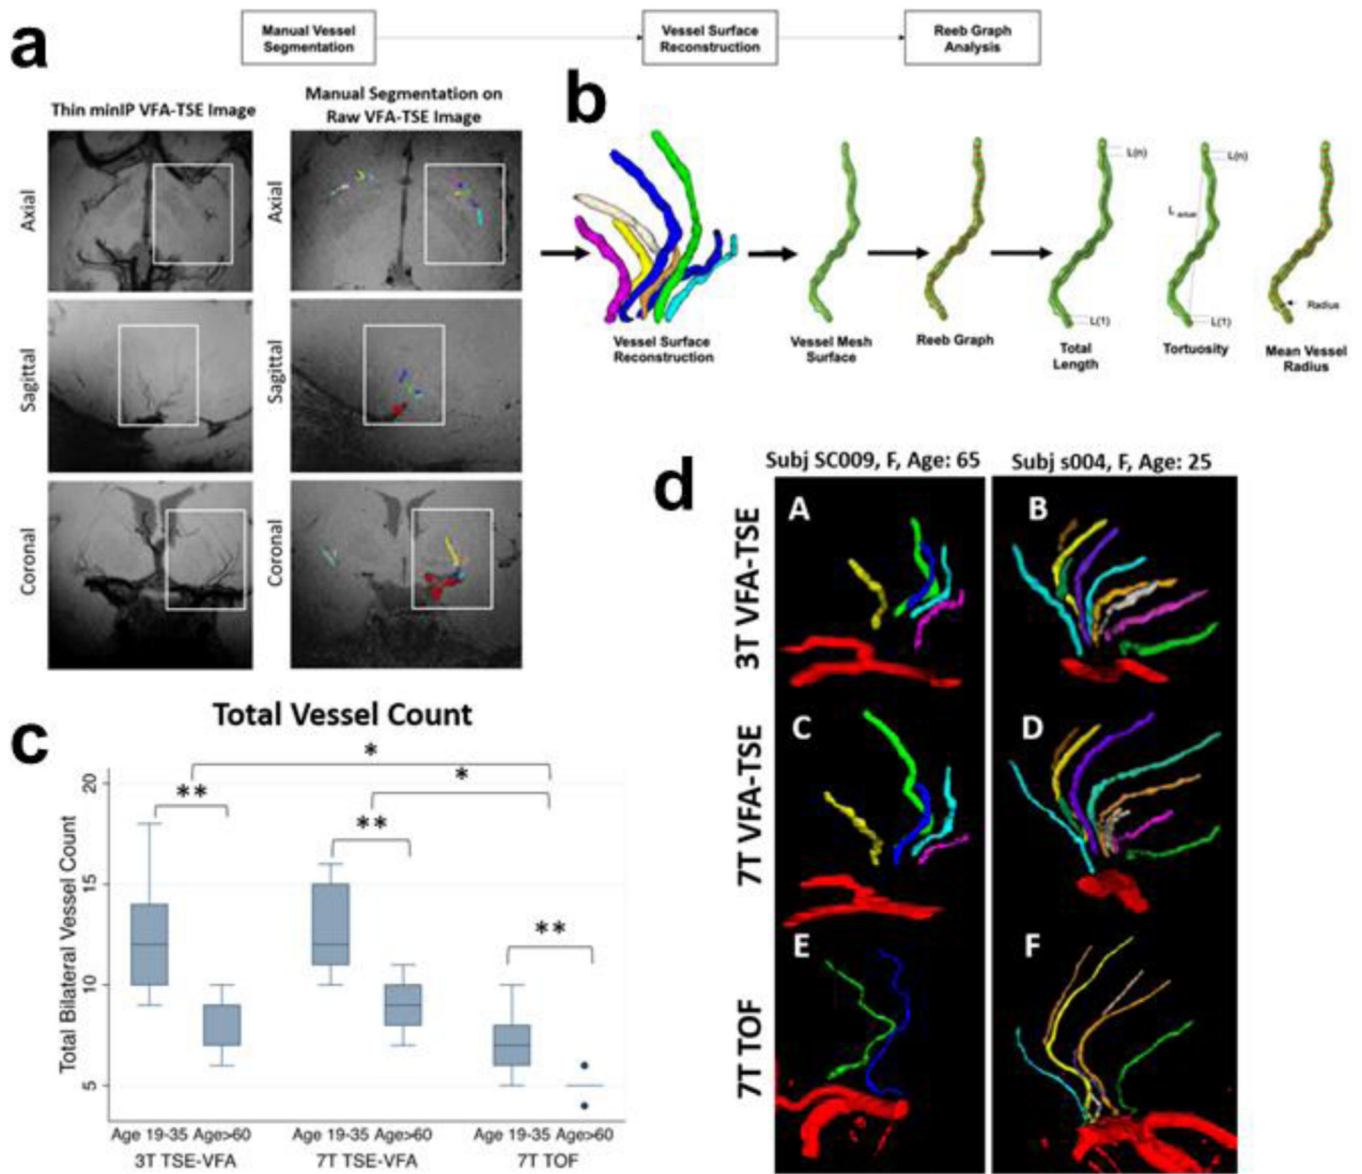 a
Manual Vessel
Segmentation
Vessel Surface
Reconstruction
Reeb Graph
Analysis
Thin minIP VFA-TSE Image
Manual Segmentation on
Raw VFA-TSE Image
Axial
Axial
Sagittal
Sagittal
Coronal
Coronal
b
Vessel Surface
Reconstruction
Vessel Mesh
Surface
Reeb Graph
L(n)
L(1)
Total
Length
L(n)
L actual
L(1)
Tortuosity
Radius
Mean Vessel
Radius
c
Total Vessel Count
Total Bilateral Vessel Count
20
15
10
5
*
*
**
**
**
Age 19-35 Age>60
3T TSE-VFA
Age 19-35 Age>60
7T TSE-VFA
Age 19-35 Age>60
7T TOF
d
Subj SC009, F, Age: 65
Subj s004, F, Age: 25
3T VFA-TSE
A
B
7T VFA-TSE
C
D
7T TOF
E
F